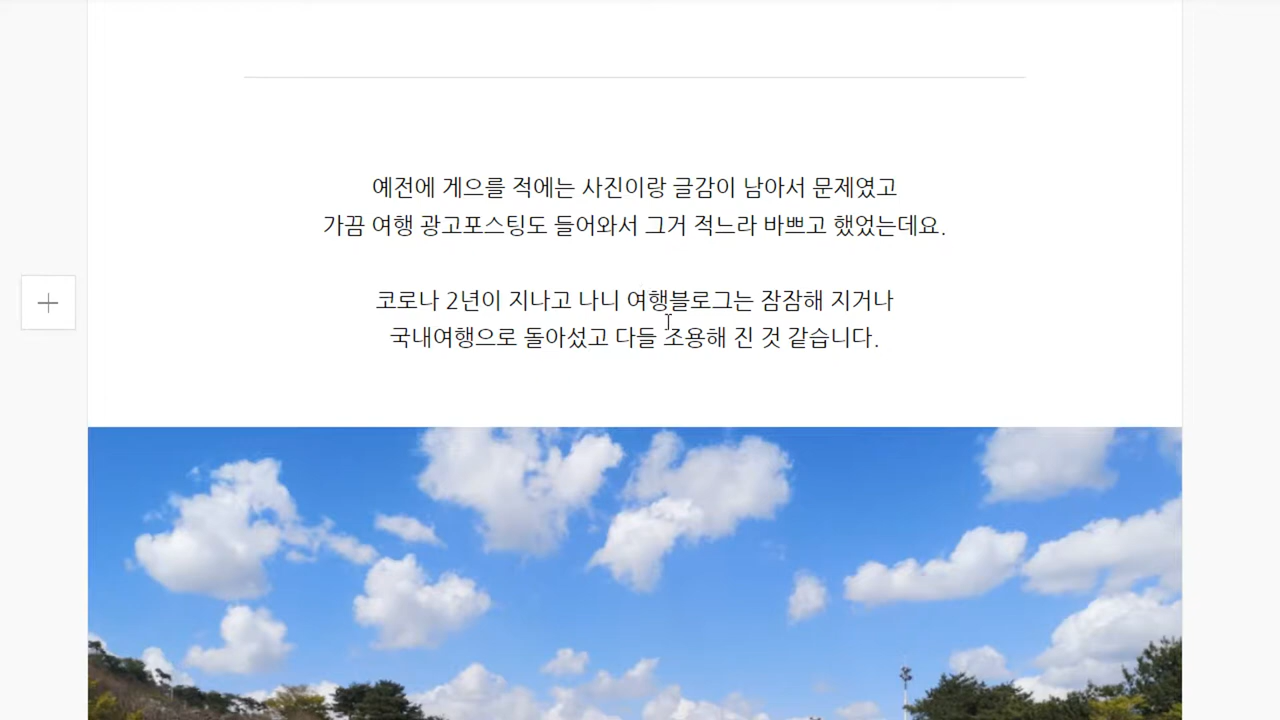 예전에 게으를 적에는 사진이랑 글감이 남아서 문제였고
가끔 여행 광고포스팅도 들어와서 그거 적느라 바쁘고 했었는데요.
코로나 2년이 지나고 나니 여행블로그는 잠잠해 지거나
국내여행으로 돌아섰고 다들 조용해 진 것 같습니다.